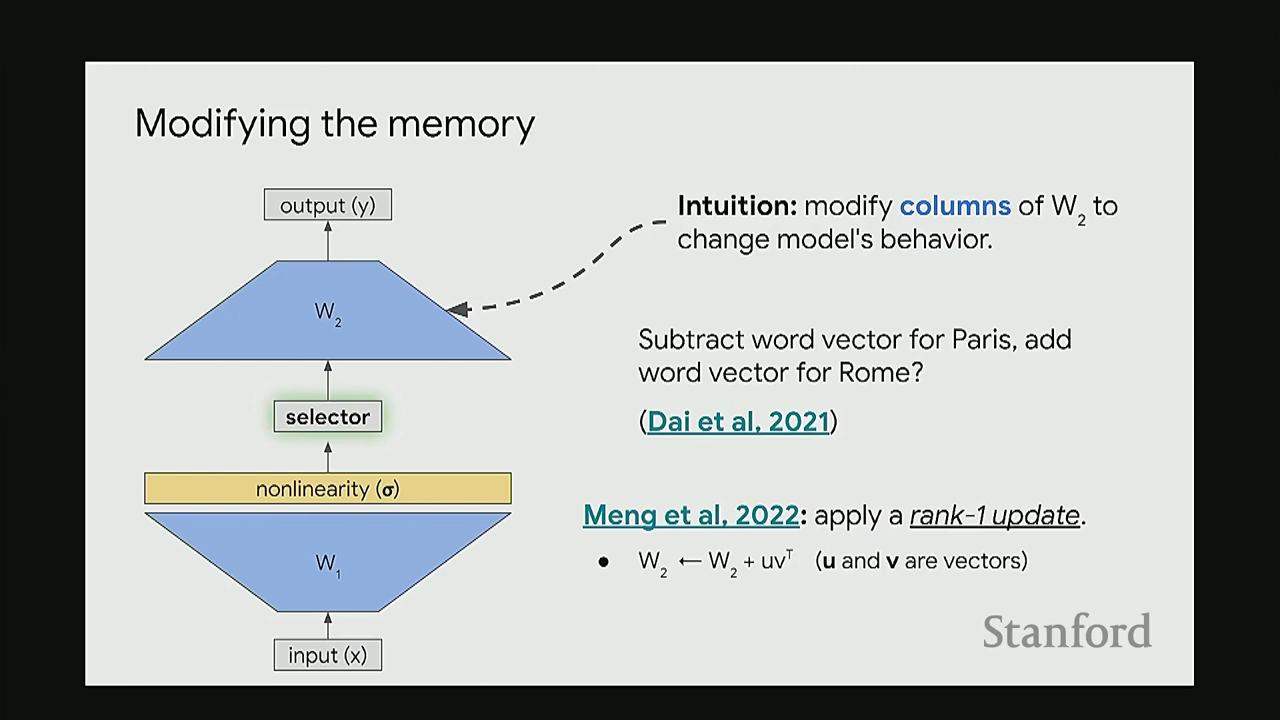 Modifying the memory
output (y)
W2
selector
nonlinearity (σ)
W1
input (x)
Intuition: modify columns of W2 to
change model's behavior.
Subtract word vector for Paris, add
word vector for Rome?
(Dai et al, 2021)
Meng et al, 2022: apply a rank-1 update.
● W2 ← W2 + uvT (u and v are vectors)
Stanford